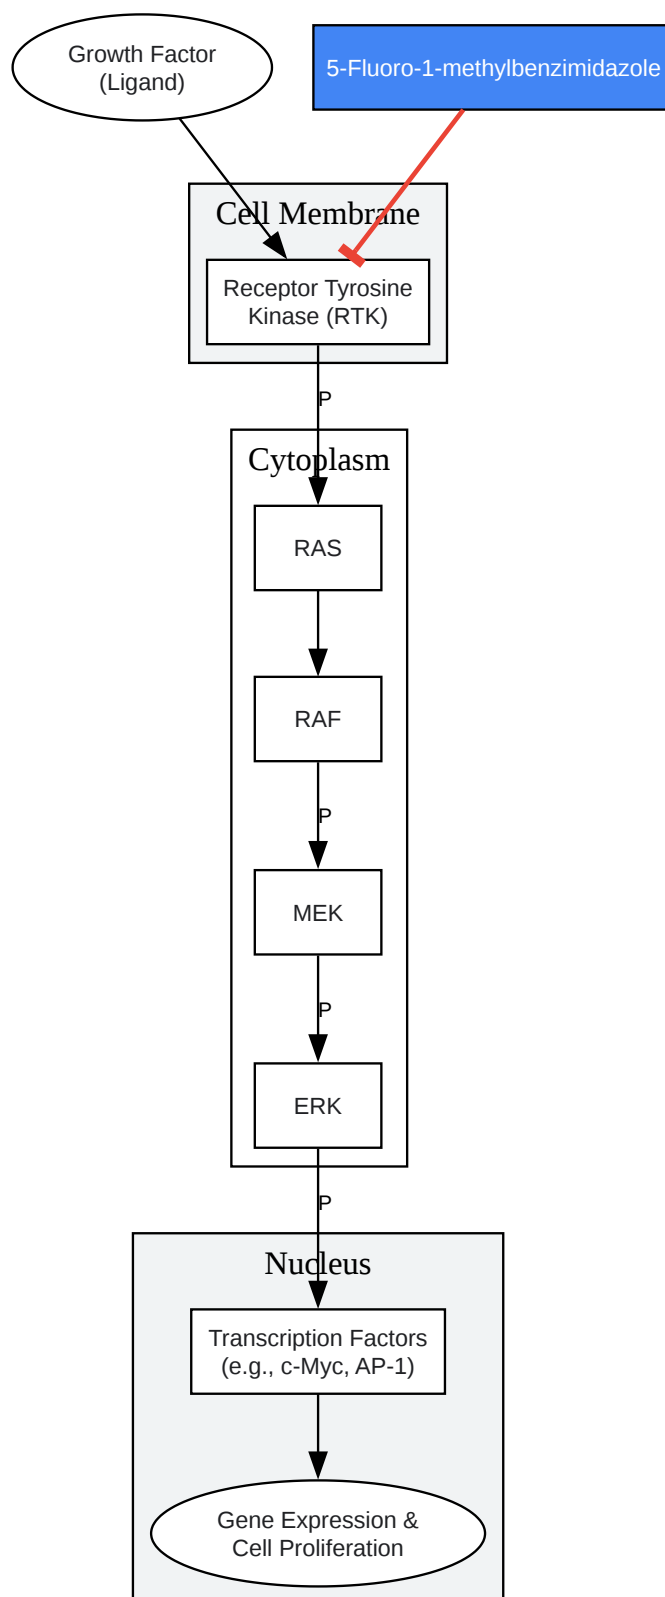 Growth Factor
(Ligand)
5-Fluoro-1-methylbenzimidazole
Cell Membrane
Receptor Tyrosine
Kinase (RTK)
P
Cytoplasm
RAS
RAF
P
MEK
P
ERK
P
Nucleus
Transcription Factors
(e.g., c-Myc, AP-1)
Gene Expression &
Cell Proliferation